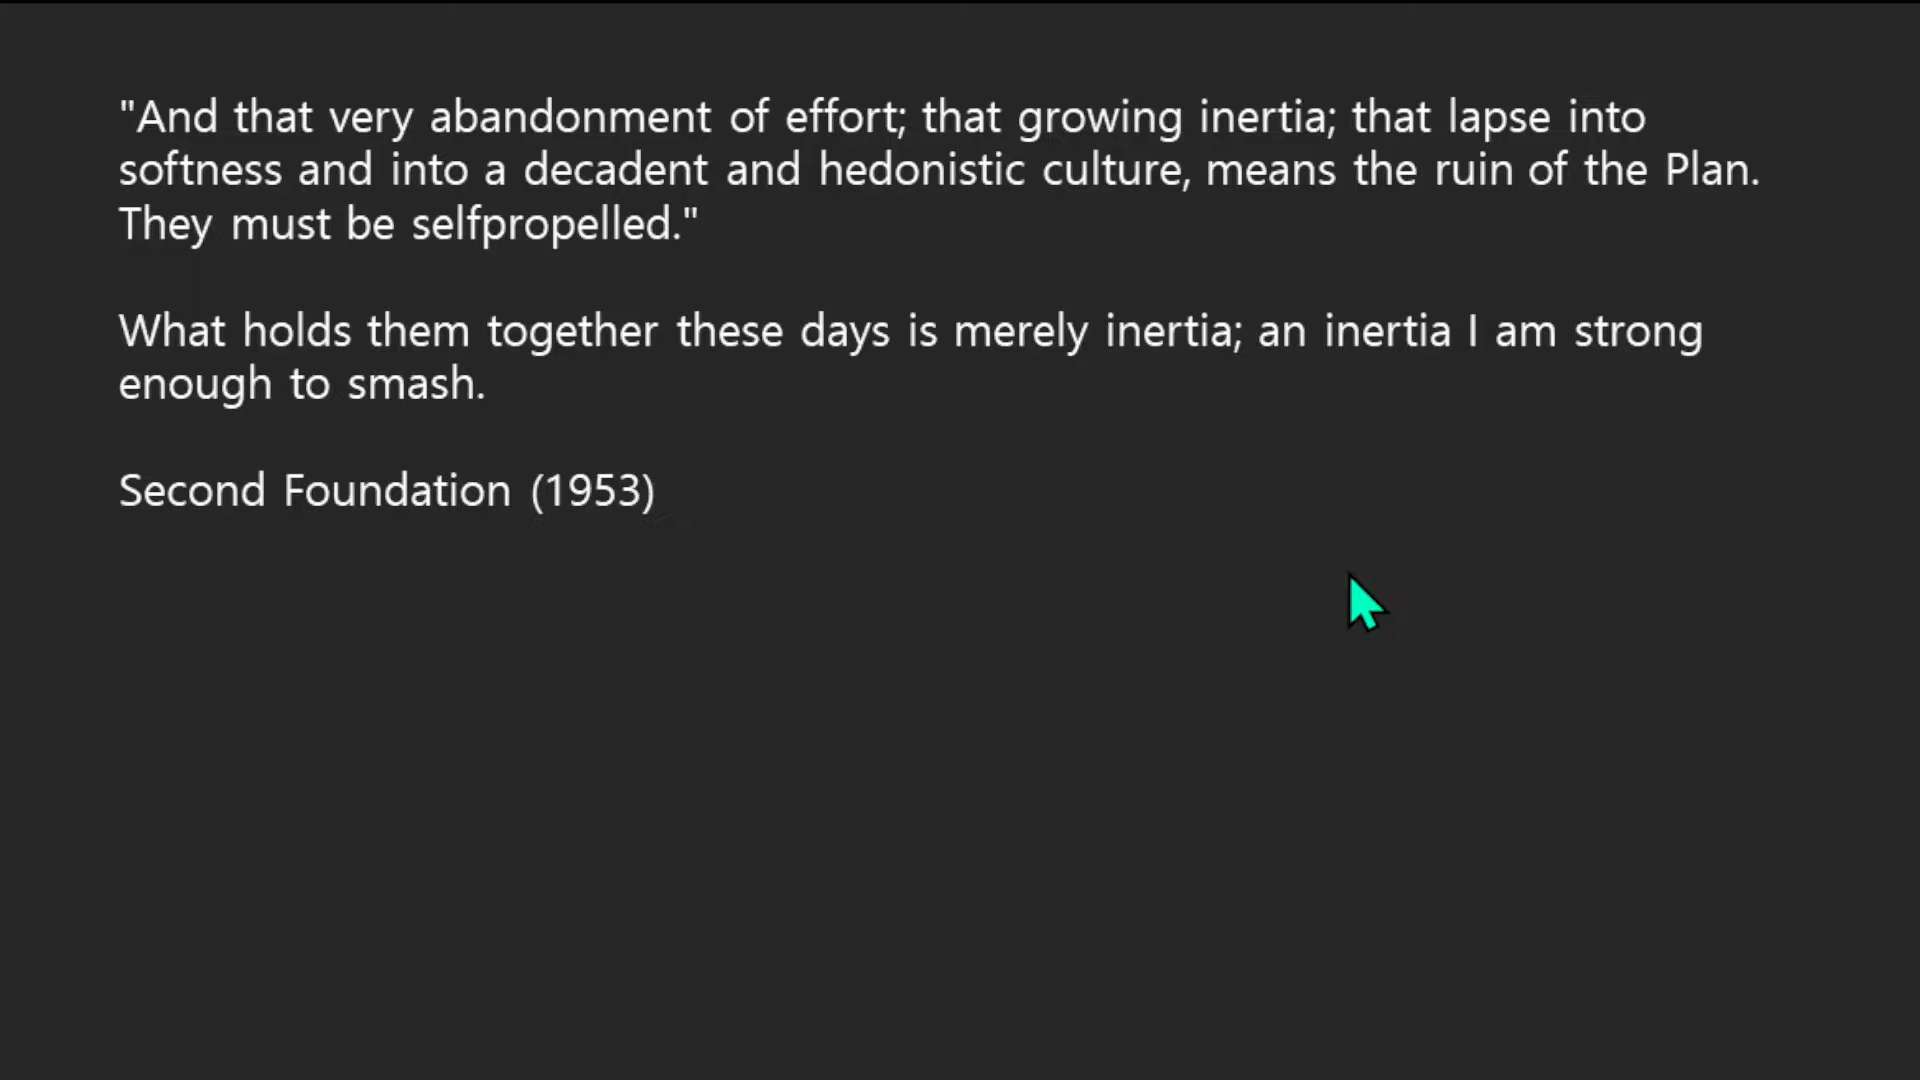 "And that very abandonment of effort; that growing inertia; that lapse into
softness and into a decadent and hedonistic culture, means the ruin of the Plan.
They must be selfpropelled."
What holds them together these days is merely inertia; an inertia I am strong
enough to smash.
Second Foundation (1953)